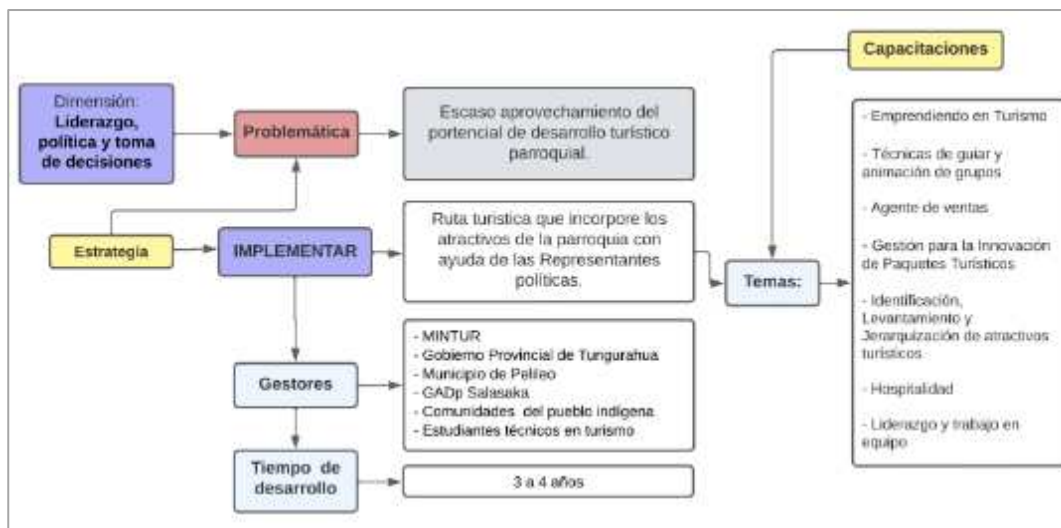 Capacitaciones
Dimensión:
Liderazgo,
política y toma
de decisiones
Problemática
Escaso aprovechamiento del
portencial de desarrollo turístico
parroquial.
Estrategia
IMPLEMENTAR
Ruta turística que incorpore los
atractivos de la parroquia con
ayuda de las Representantes
políticas.
Temas:
- Emprendiendo en Turismo
- Técnicas de guiar y
animación de grupos
- Agente de ventas
- Gestión para la Innovación
de Paquetes Turísticos
- Identificación,
Levantamiento y
Jerarquización de atractivos
turísticos
- Hospitalidad
- Liderazgo y trabajo en
equipo
Gestores
- MINTUR
- Gobierno Provincial de Tungurahua
- Municipio de Pelileo
- GADp Salasaka
- Comunidades del pueblo indígena
- Estudiantes técnicos en turismo
Tiempo de
desarrollo
3 a 4 años